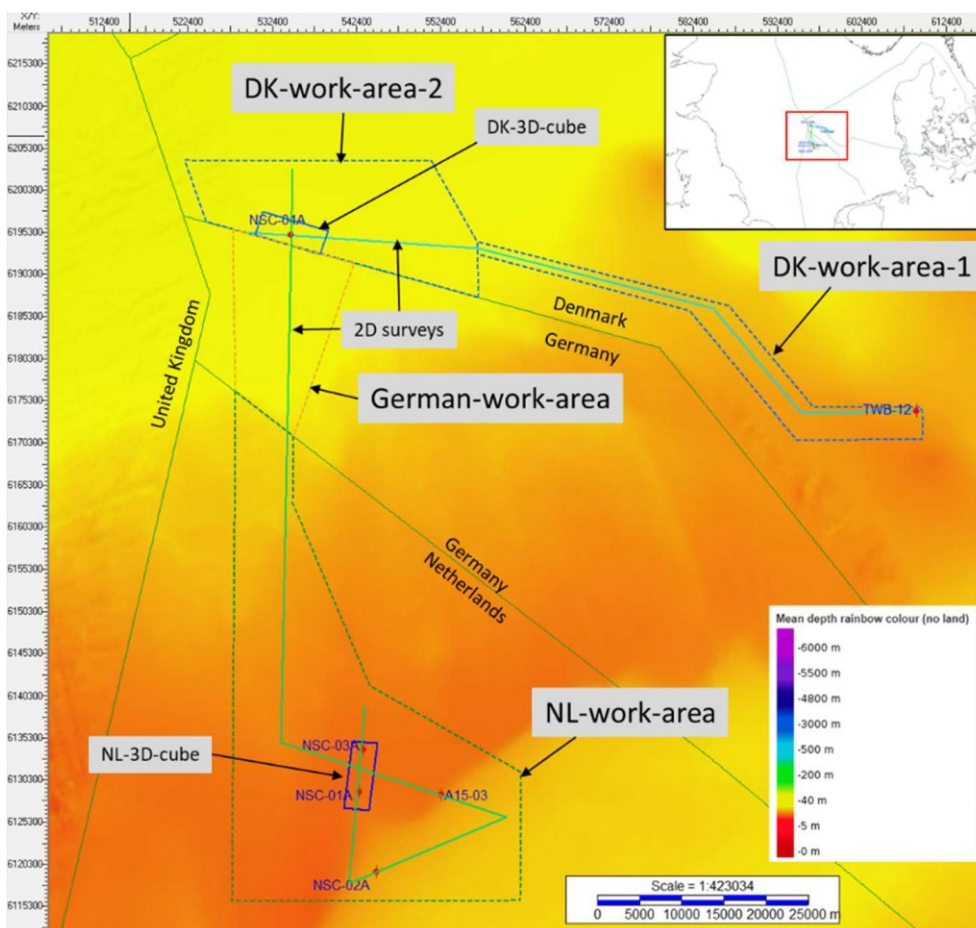 X/Y: 512400 522400 532400 542400 552400 562400 572400 582400 592400 602400 612400
Meters
6215300
6210300
6205300
6200300
6195300
6190300
6185300
6180300
6175300
6170300
6165300
6160300
6155300
6150300
6145300
6140300
6135300
6130300
6125300
6120300
6115300
DK-work-area-2
DK-3D-cube
NSC-04A
DK-work-area-1
Denmark
Germany
2D surveys
United Kingdom
German-work-area
TWB-12
Germany
Netherlands
NL-work-area
NL-3D-cube
NSC-03A
NSC-01A
A15-03
NSC-02A
Mean depth rainbow colour (no land)
-6000 m
-5500 m
-4800 m
-3000 m
-500 m
-200 m
-40 m
-5 m
-0 m
Scale = 1:423034
0 5000 10000 15000 20000 25000 m